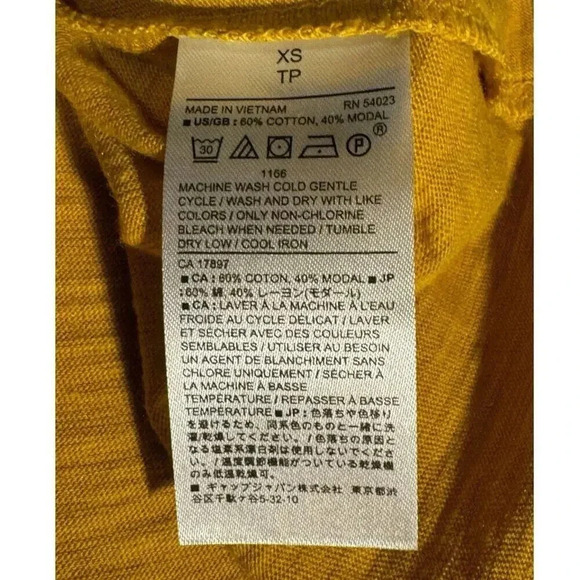 XS
TP
MADE IN VIETNAM RN 54023
■ US/GB : 60% COTTON, 40% MODAL
30 P ®
1166
MACHINE WASH COLD GENTLE
CYCLE / WASH AND DRY WITH LIKE
COLORS / ONLY NON-CHLORINE
BLEACH WHEN NEEDED / TUMBLE
DRY LOW / COOL IRON
CA 17897
■ CA : 60% COTON, 40% MODAL ■ JP
: 60% 綿, 40% レーヨン(モダール)
■ CA : LAVER À LA MACHINE À L'EAU
FROIDE AU CYCLE DÉLICAT / LAVER
ET SÉCHER AVEC DES COULEURS
SEMBLABLES / UTILISER AU BESOIN
UN AGENT DE BLANCHIMENT SANS
CHLORE UNIQUEMENT / SÉCHER À
LA MACHINE À BASSE
TEMPÉRATURE / REPASSER À BASSE
TEMPÉRATURE ■ JP : 色落ちや色移り
を避けるため、同系色のものと一緒に洗
濯/乾燥してください。/ 色落ちの原因と
なる塩素系漂白剤は使用しないでくださ
い。/ 温度調節機能がついている乾燥機
のみ低温乾燥可。
■ ギャップジャパン株式会社 東京都渋
谷区千駄ヶ谷5-32-10